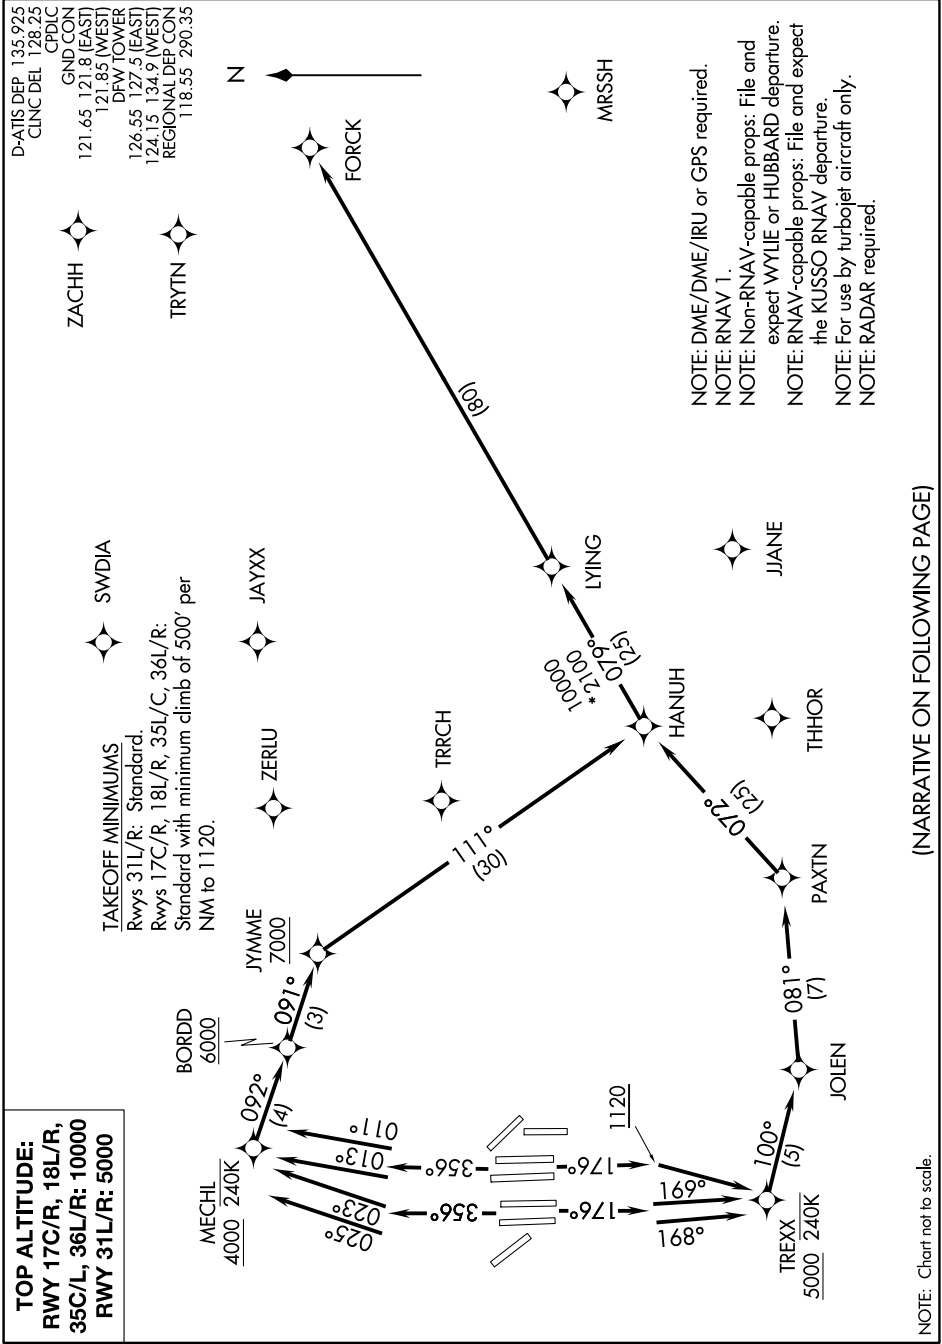 TOP ALTITUDE:
RWY 17C/R, 18L/R,
35C/L, 36L/R: 10000
RWY 31L/R: 5000
D-ATIS DEP 135.925
CLNC DEL 128.25
CPDLC
GND CON
121.65 121.8 (EAST)
121.85 (WEST)
DFW TOWER
126.55 127.5 (EAST)
124.15 134.9 (WEST)
REGIONAL DEP CON
118.55 290.35
N
TAKEOFF MINIMUMS
Rwys 31L/R: Standard.
Rwys 17C/R, 18L/R, 35L/C, 36L/R:
Standard with minimum climb of 500' per
NM to 1120.
SWDIA
ZACHH
TRYTN
JAYXX
ZERLU
TRRCH
FORCK
MRSSH
MECHL
4000 240K
BORDD
6000
JYMME
7000
092°
(4)
091°
(3)
111°
(30)
025°
023°
013°
011°
356°
356°
176°
176°
1120
168°
169°
TREXX
5000 240K
100°
(5)
JOLEN
081°
(7)
PAXTN
072°
(25)
HANUH
10000
*2100
079°
(25)
LYING
(80)
THHOR
JJANE
NOTE: DME/DME/IRU or GPS required.
NOTE: RNAV 1.
NOTE: Non-RNAV-capable props: File and
expect WYLIE or HUBBARD departure.
NOTE: RNAV-capable props: File and expect
the KUSSO RNAV departure.
NOTE: For use by turbojet aircraft only.
NOTE: RADAR required.
(NARRATIVE ON FOLLOWING PAGE)
NOTE: Chart not to scale.